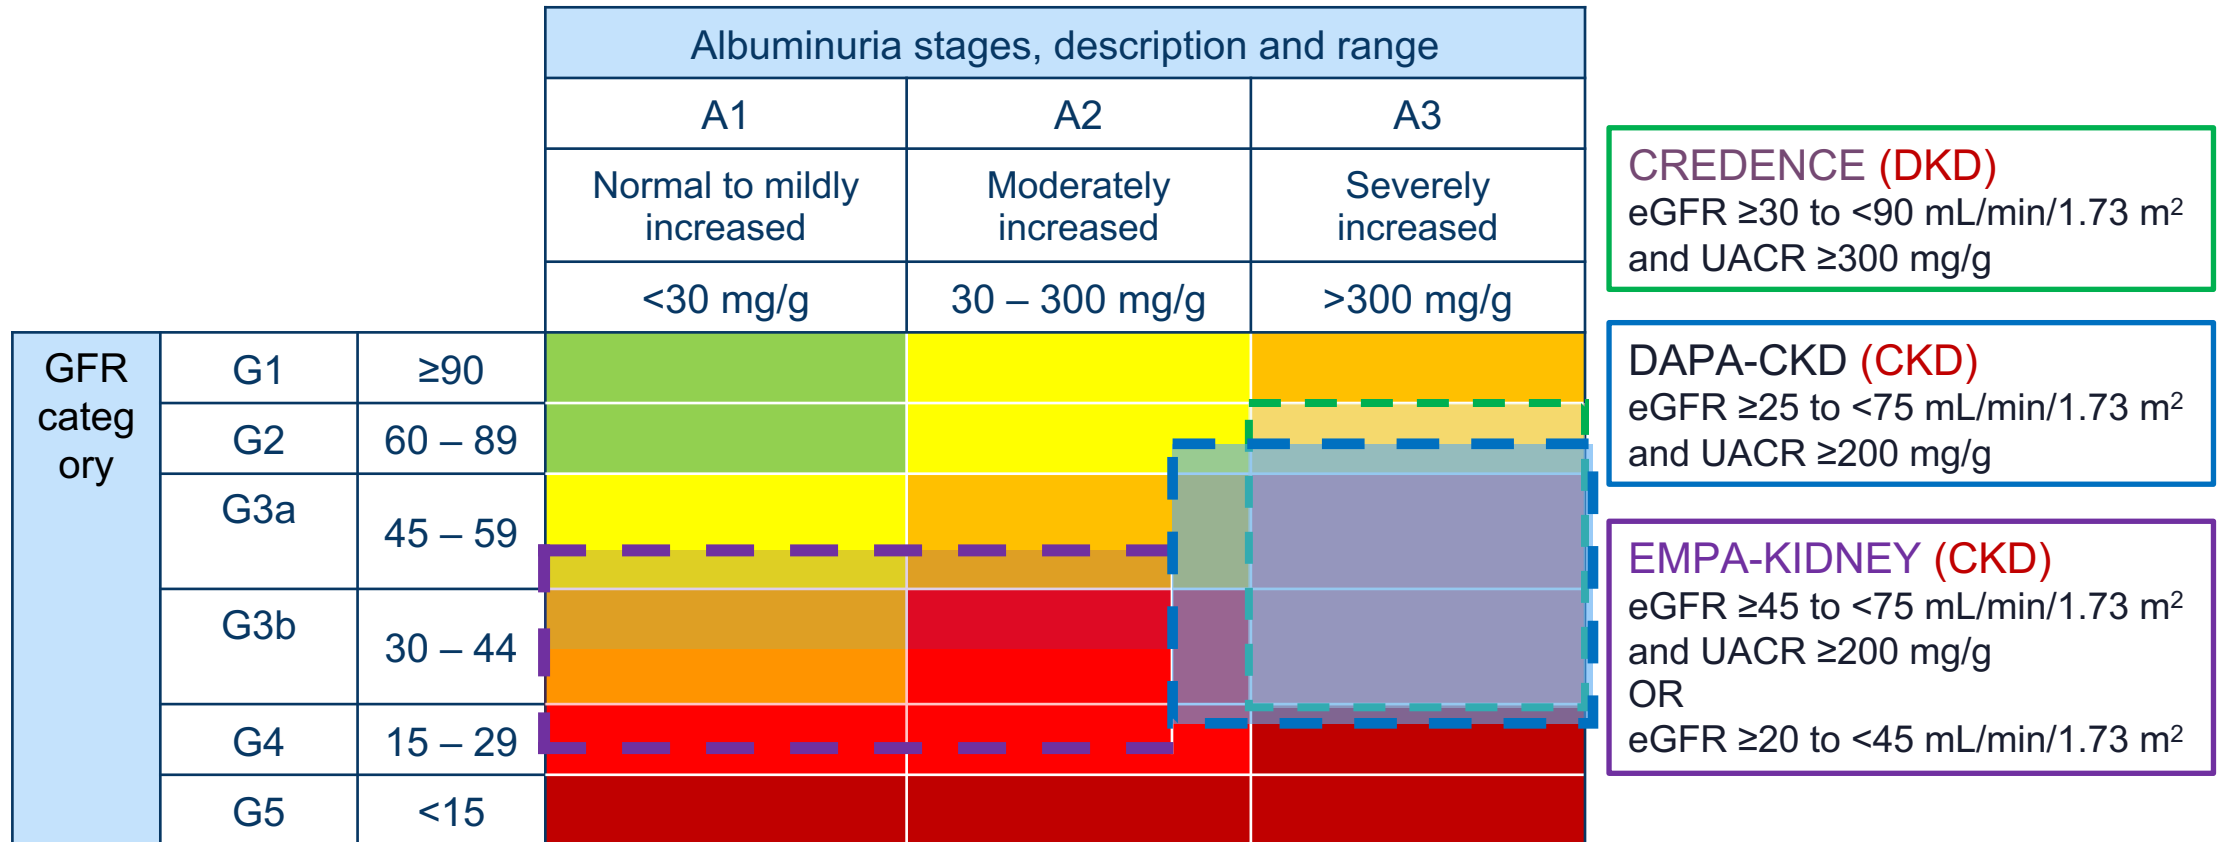 Albuminuria stages, description and range
A1
A2
A3
Normal to mildly
increased
Moderately
increased
Severely
increased
<30 mg/g
30 – 300 mg/g
>300 mg/g
GFR
categ
ory
G1
≥90
G2
60 – 89
G3a
45 – 59
G3b
30 – 44
G4
15 – 29
G5
<15
CREDENCE (DKD)
eGFR ≥30 to <90 mL/min/1.73 m²
and UACR ≥300 mg/g
DAPA-CKD (CKD)
eGFR ≥25 to <75 mL/min/1.73 m²
and UACR ≥200 mg/g
EMPA-KIDNEY (CKD)
eGFR ≥45 to <75 mL/min/1.73 m²
and UACR ≥200 mg/g
OR
eGFR ≥20 to <45 mL/min/1.73 m²